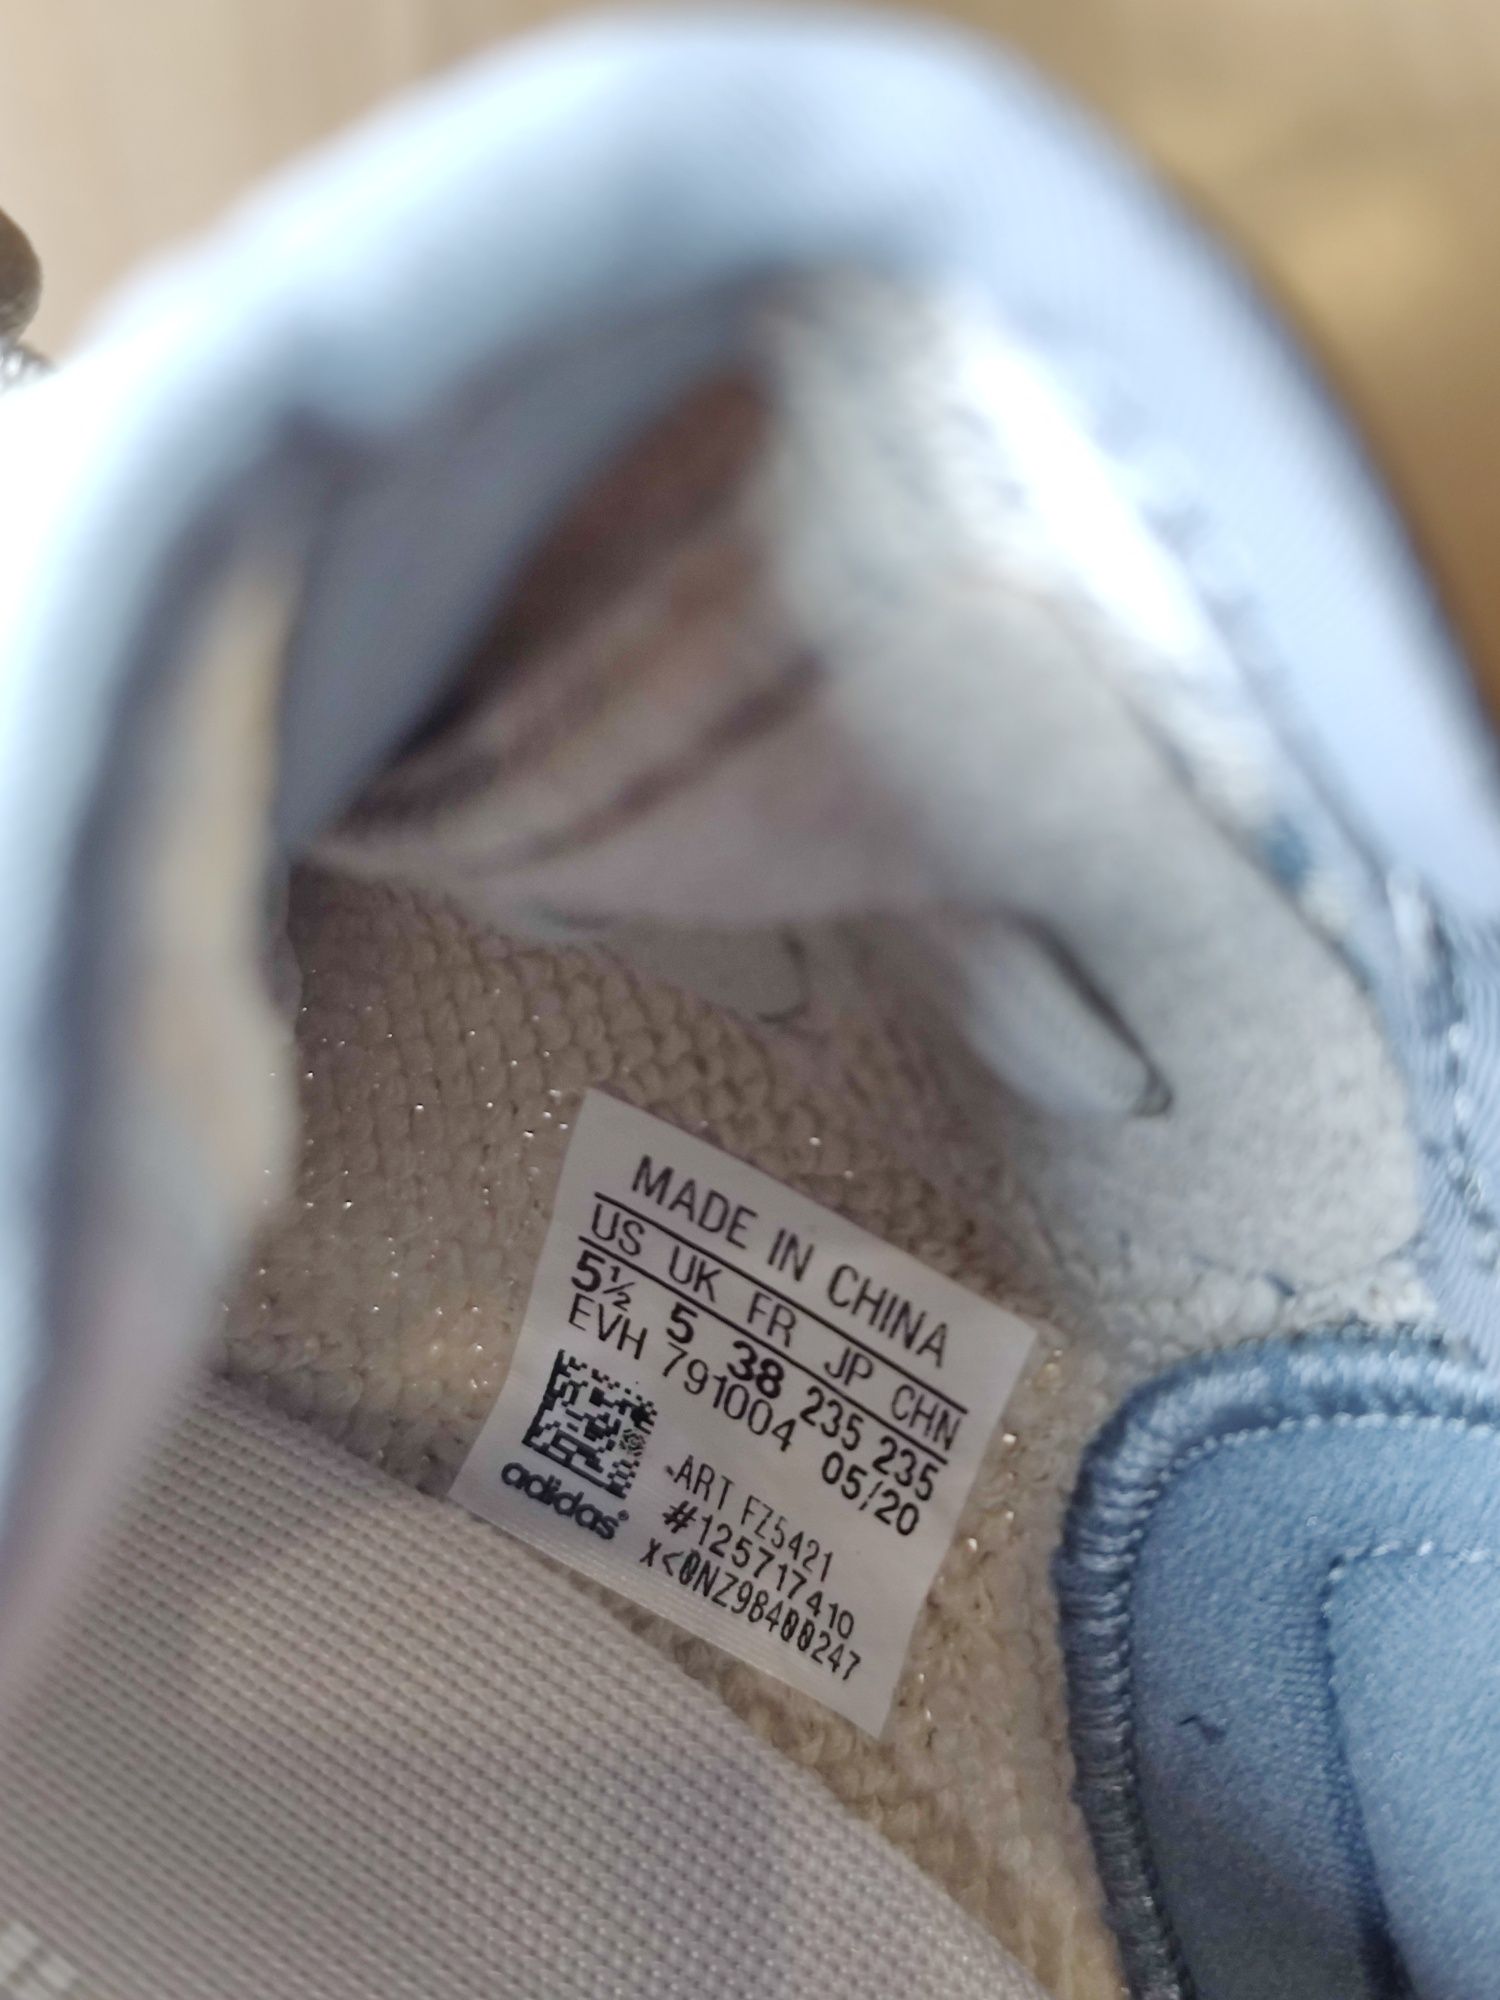 MADE IN CHINA
US UK FR JP CHN
5½ 5 38 235 235
EVH 791004 05/20
ART FZ5421
#125717410
X<0NZ98400247
adidas®